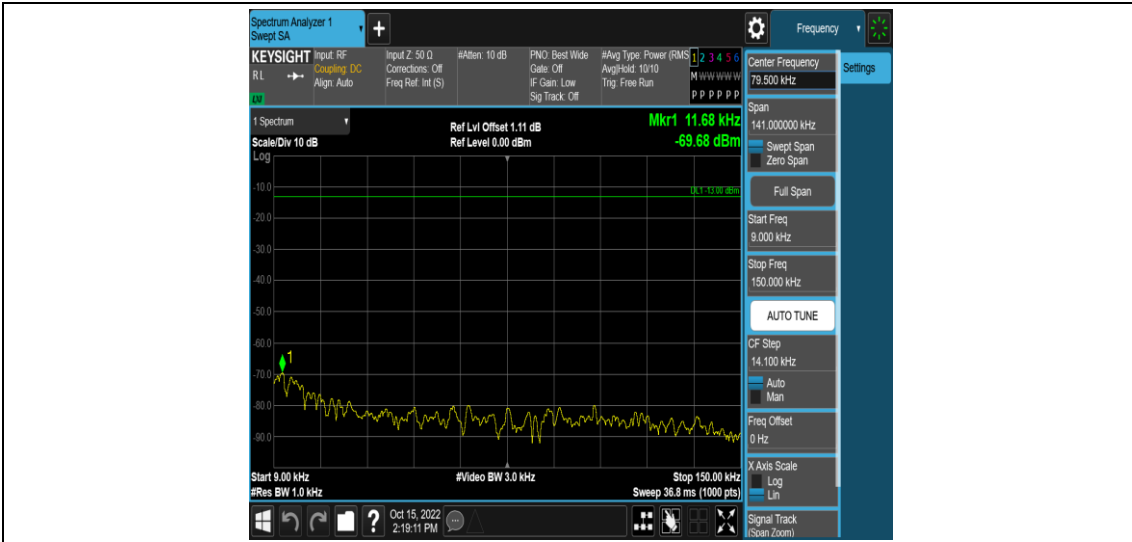 Spectrum Analyzer 1
Swept SA
+
Frequency
KEYSIGHT
R L
LXI
Input: RF
Coupling: DC
Align: Auto
Input Z: 50 Ω
Corrections: Off
Freq Ref: Int (S)
#Atten: 10 dB
PNO: Best Wide
Gate: Off
IF Gain: Low
Sig Track: Off
#Avg Type: Power (RMS
Avg|Hold: 10/10
Trig: Free Run
1 2 3 4 5 6
M W W W W W
P P P P P P
Center Frequency
79.500 kHz
Settings
Span
141.000000 kHz
Swept Span
Zero Span
Full Span
Start Freq
9.000 kHz
Stop Freq
150.000 kHz
AUTO TUNE
CF Step
14.100 kHz
Auto
Man
Freq Offset
0 Hz
X Axis Scale
Log
Lin
Signal Track
(Span Zoom)
1 Spectrum
Scale/Div 10 dB
Log
Ref Lvl Offset 1.11 dB
Ref Level 0.00 dBm
Mkr1 11.68 kHz
-69.68 dBm
DL1 -13.00 dBm
-10.0
-20.0
-30.0
-40.0
-50.0
-60.0
1
-70.0
-80.0
-90.0
Start 9.00 kHz
#Res BW 1.0 kHz
#Video BW 3.0 kHz
Stop 150.00 kHz
Sweep 36.8 ms (1000 pts)
?
Oct 15, 2022
2:19:11 PM